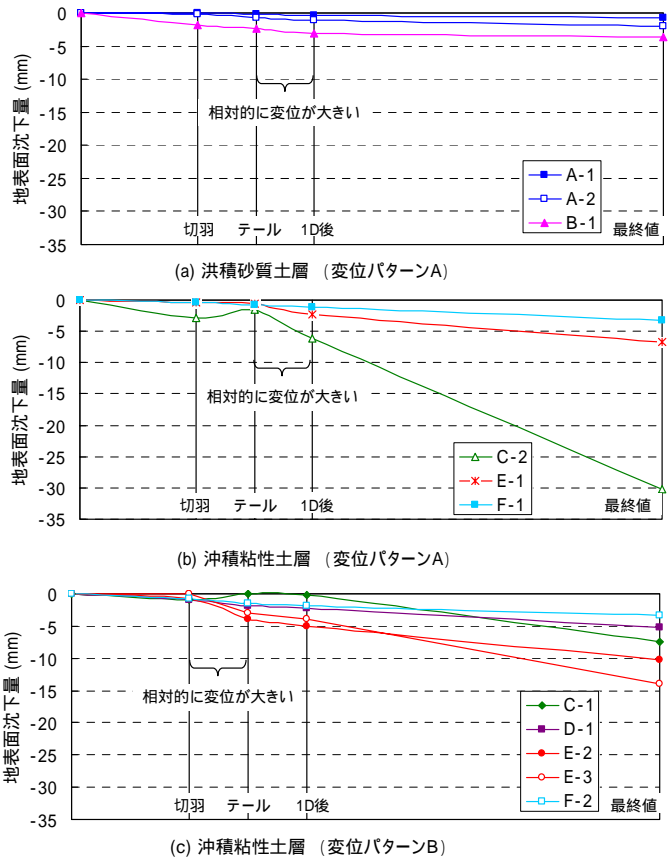 地表面沈下量 (mm)
0
-5
-10
-15
-20
-25
-30
-35
相対的に変位が大きい
A-1
A-2
B-1
切羽
テール
1D後
最終値
(a) 洪積砂質土層 (変位パターンA)
地表面沈下量 (mm)
0
-5
-10
-15
-20
-25
-30
-35
相対的に変位が大きい
C-2
E-1
F-1
切羽
テール
1D後
最終値
(b) 沖積粘性土層 (変位パターンA)
地表面沈下量 (mm)
0
-5
-10
-15
-20
-25
-30
-35
相対的に変位が大きい
C-1
D-1
E-2
E-3
F-2
切羽
テール
1D後
最終値
(c) 沖積粘性土層 (変位パターンB)